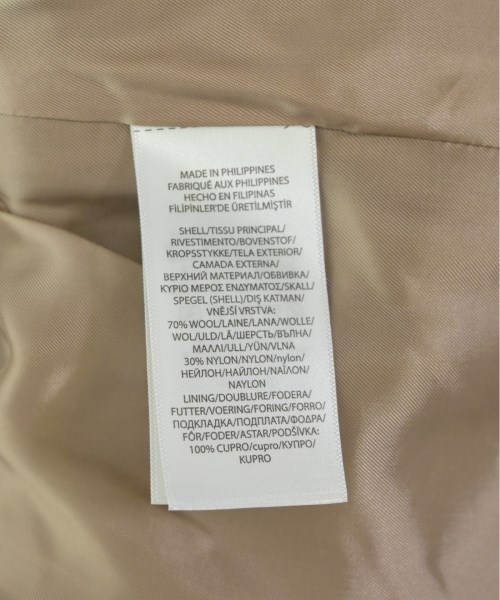 MADE IN PHILIPPINES
FABRIQUÉ AUX PHILIPPINES
HECHO EN FILIPINAS
FİLİPİNLER'DE ÜRETİLMİŞTİR
SHELL/TISSU PRINCIPAL/
RIVESTIMENTO/BOVENSTOF/
KROPSSTYKKE/TELA EXTERIOR/
CAMADA EXTERNA/
ВЕРХНИЙ МАТЕРИАЛ/ОБВИВКА/
ΚΥΡΙΟ ΜΕΡΟΣ ΕΝΔΥΜΑΤΟΣ/SKALL/
SPEGEL (SHELL)/DIŞ KATMAN/
VNĚJŠÍ VRSTVA:
70% WOOL/LAINE/LANA/WOLLE/
WOL/ULD/LÃ/ШЕРСТЬ/ВЪЛНА/
ΜΑΛΛΙ/ULL/YÜN/VLNA
30% NYLON/NYLON/nylon/
НЕЙЛОН/НАЙЛОН/ΝΑΪΛΟΝ/
NAYLON
LINING/DOUBLURE/FODERA/
FUTTER/VOERING/FORING/FORRO/
ПОДКЛАДКА/ПОДПЛАТА/ΦΟΔΡΑ/
FÔR/FODER/ASTAR/PODŠÍVKA:
100% CUPRO/cupro/КУПРО/
KUPRO